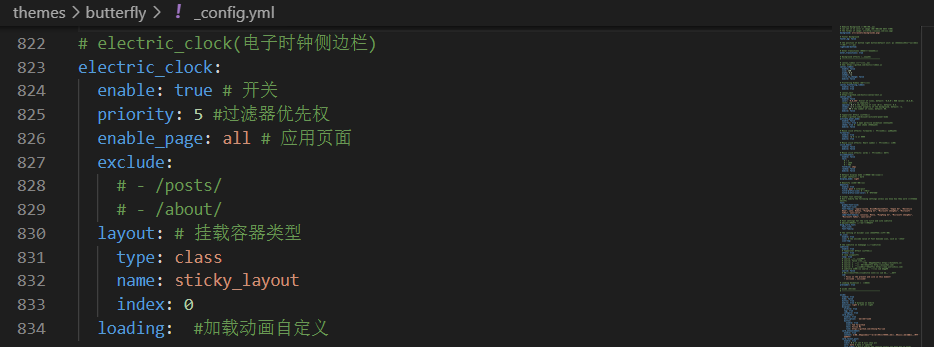 themes > butterfly > ! _config.yml
822 # electric_clock(电子时钟侧边栏)
823 electric_clock:
824 enable: true # 开关
825 priority: 5 #过滤器优先权
826 enable_page: all # 应用页面
827 exclude:
828 # - /posts/
829 # - /about/
830 layout: # 挂载容器类型
831 type: class
832 name: sticky_layout
833 index: 0
834 loading: #加载动画自定义